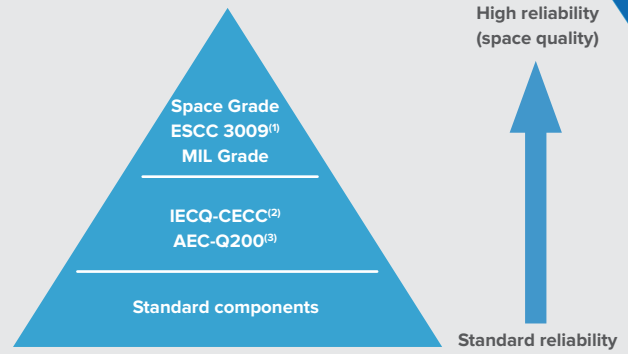 High reliability
(space quality)
Space Grade
ESCC 3009(1)
MIL Grade
IECQ-CECC(2)
AEC-Q200(3)
Standard components
Standard reliability